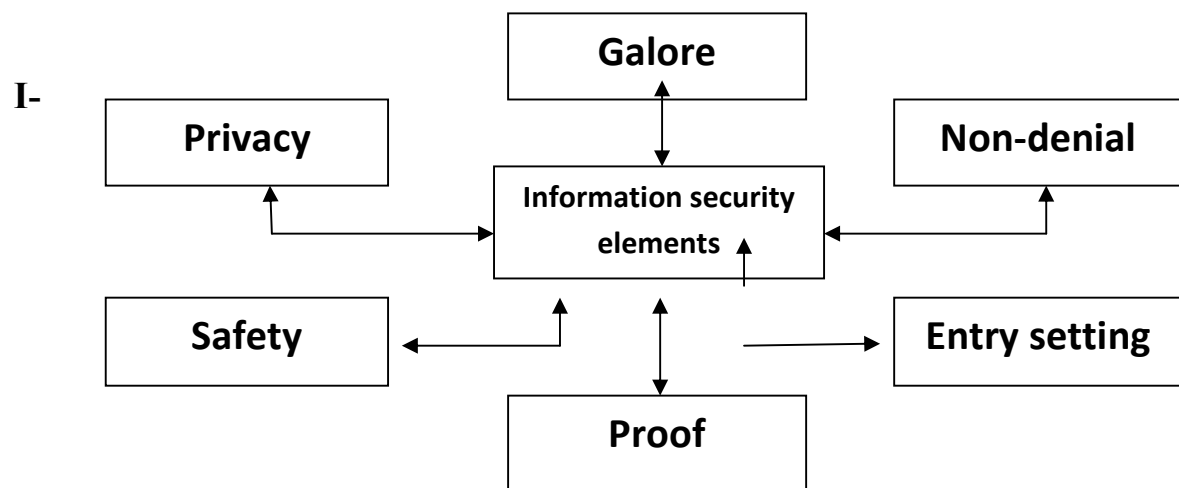 Galore
I-
Privacy
Non-denial
Information security
elements
Safety
Entry setting
Proof